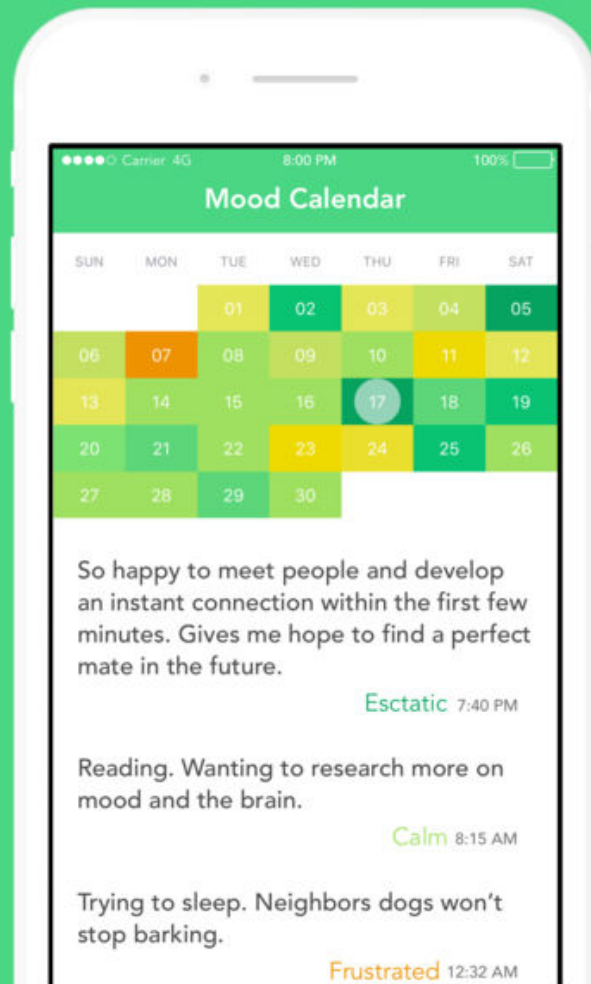 Carrier 4G 8:00 PM 100%
Mood Calendar
SUN MON TUE WED THU FRI SAT
01 02 03 04 05
06 07 08 09 10 11 12
13 14 15 16 17 18 19
20 21 22 23 24 25 26
27 28 29 30
So happy to meet people and develop
an instant connection within the first few
minutes. Gives me hope to find a perfect
mate in the future.
Esctatic 7:40 PM
Reading. Wanting to research more on
mood and the brain.
Calm 8:15 AM
Trying to sleep. Neighbors dogs won't
stop barking.
Frustrated 12:32 AM